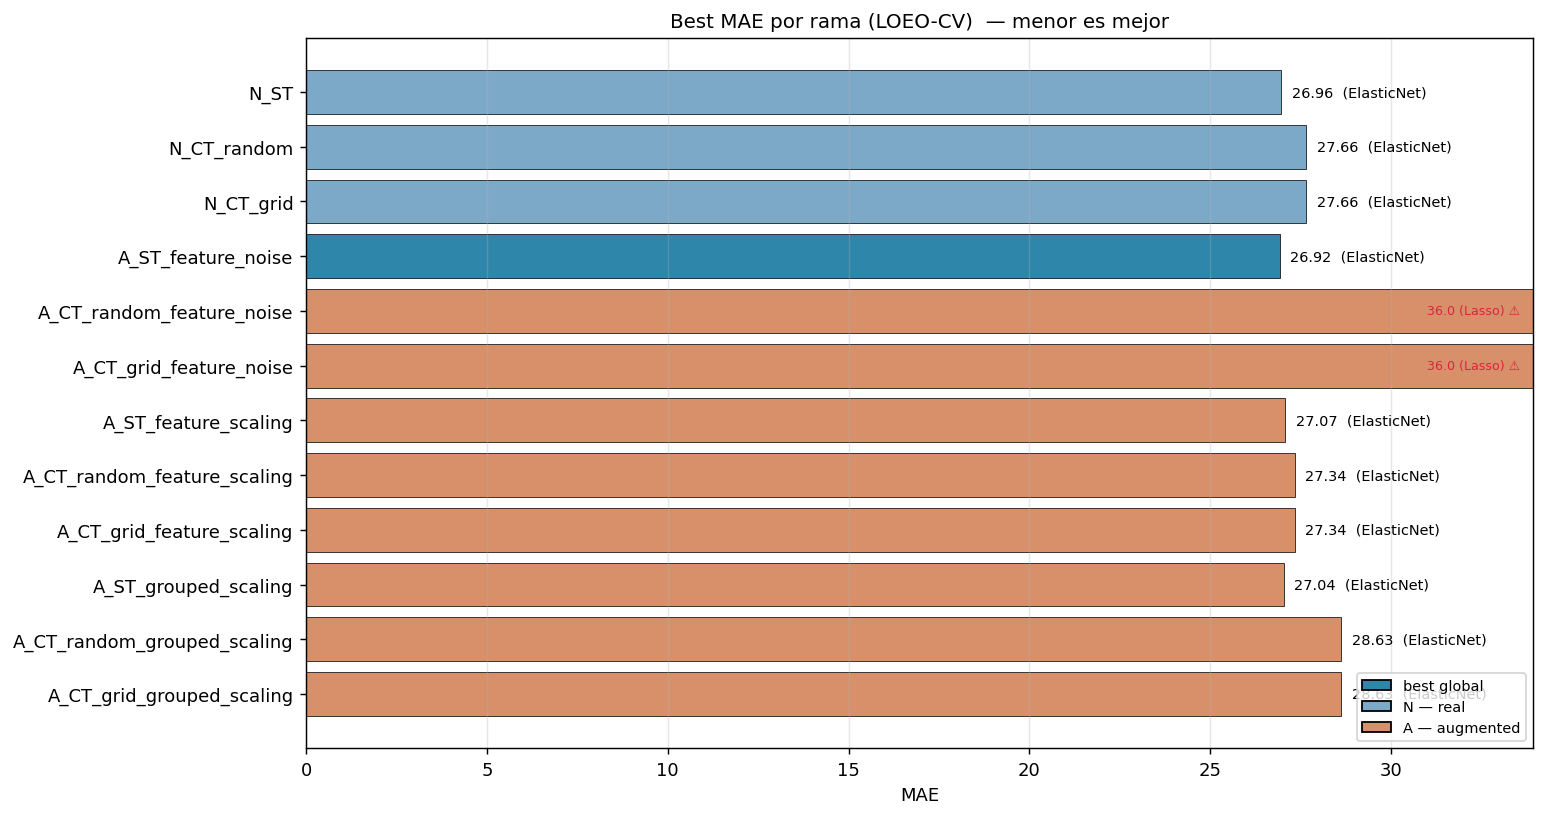 Best MAE por rama (LOEO-CV) — menor es mejor
N_ST
26.96 (ElasticNet)
N_CT_random
27.66 (ElasticNet)
N_CT_grid
27.66 (ElasticNet)
A_ST_feature_noise
26.92 (ElasticNet)
A_CT_random_feature_noise
36.0 (Lasso) ⚠
A_CT_grid_feature_noise
36.0 (Lasso) ⚠
A_ST_feature_scaling
27.07 (ElasticNet)
A_CT_random_feature_scaling
27.34 (ElasticNet)
A_CT_grid_feature_scaling
27.34 (ElasticNet)
A_ST_grouped_scaling
27.04 (ElasticNet)
A_CT_random_grouped_scaling
28.63 (ElasticNet)
A_CT_grid_grouped_scaling
28.63 (ElasticNet)
best global
N — real
A — augmented
0 5 10 15 20 25 30
MAE